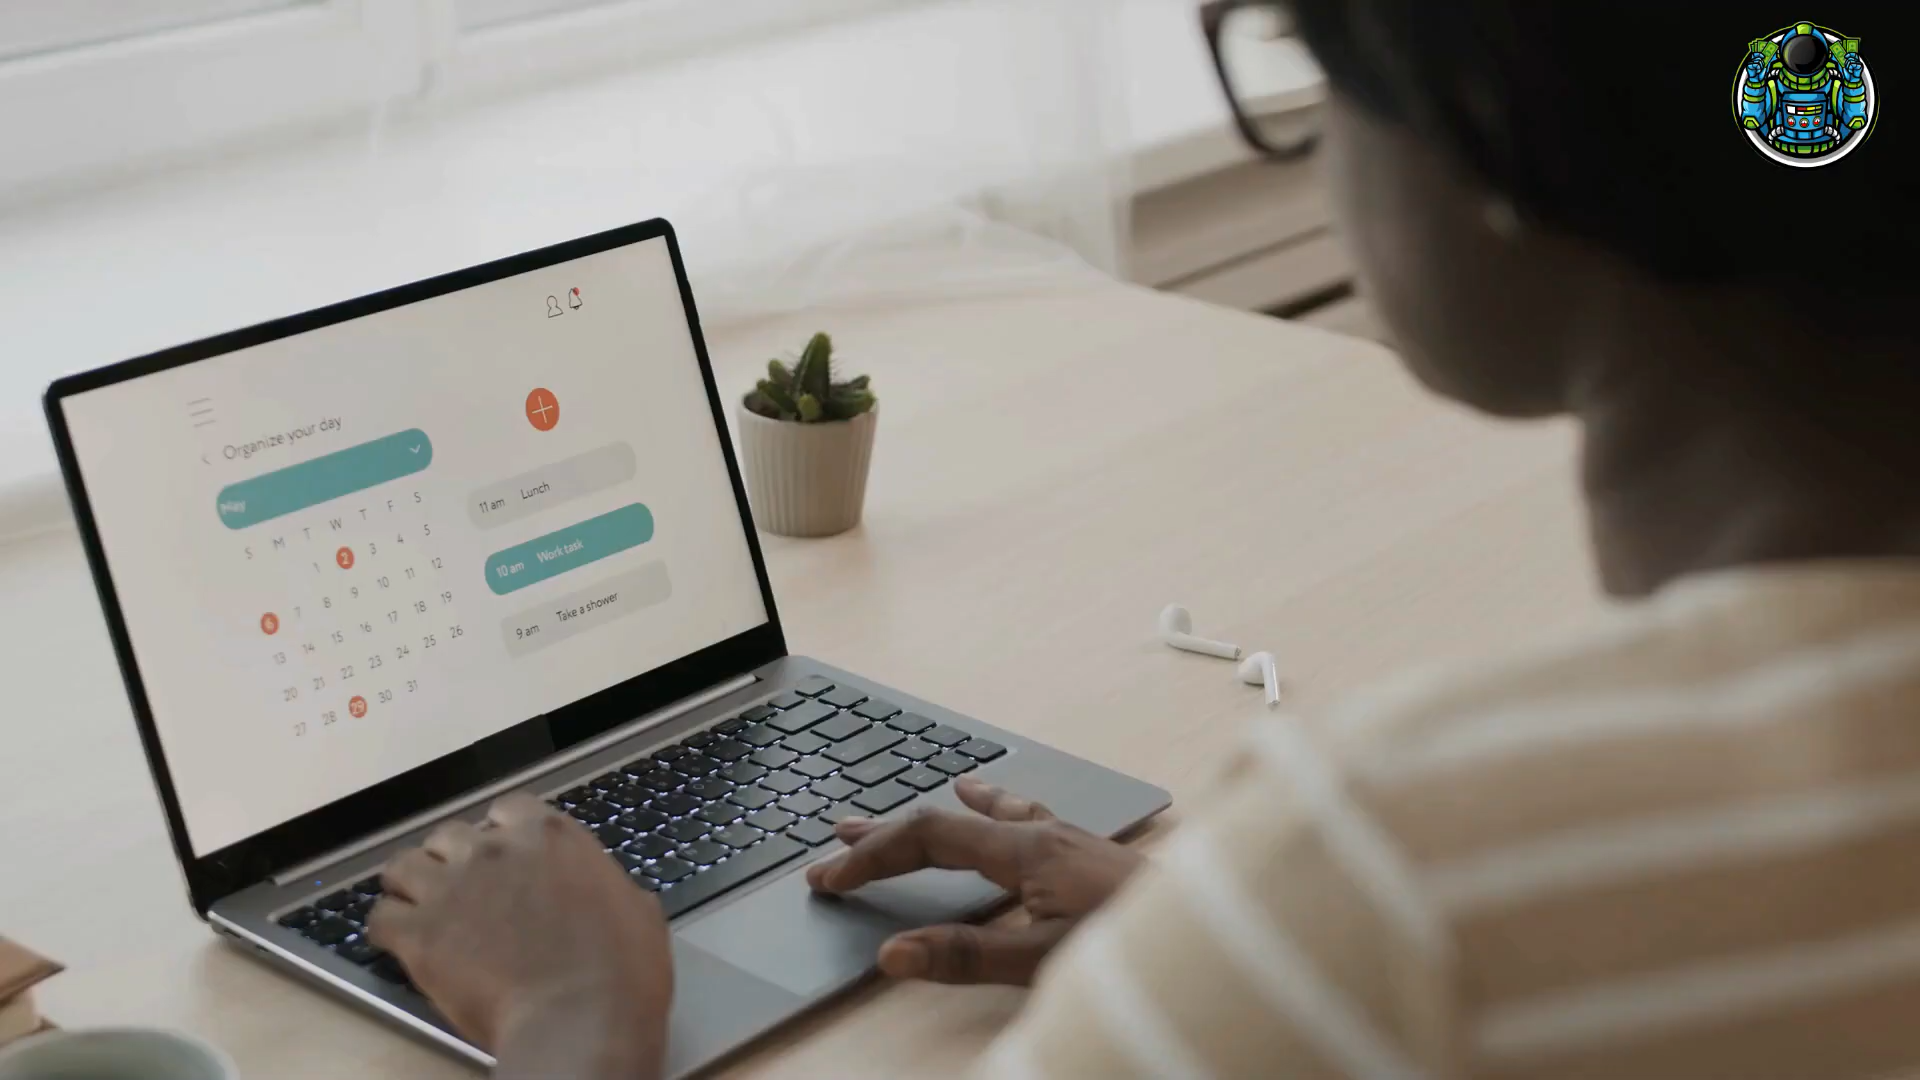 Organize your day
May
S M T W T F S
1 2 3 4 5
6 7 8 9 10 11 12
13 14 15 16 17 18 19
20 21 22 23 24 25 26
27 28 29 30 31
11 am Lunch
10 am Work task
9 am Take a shower